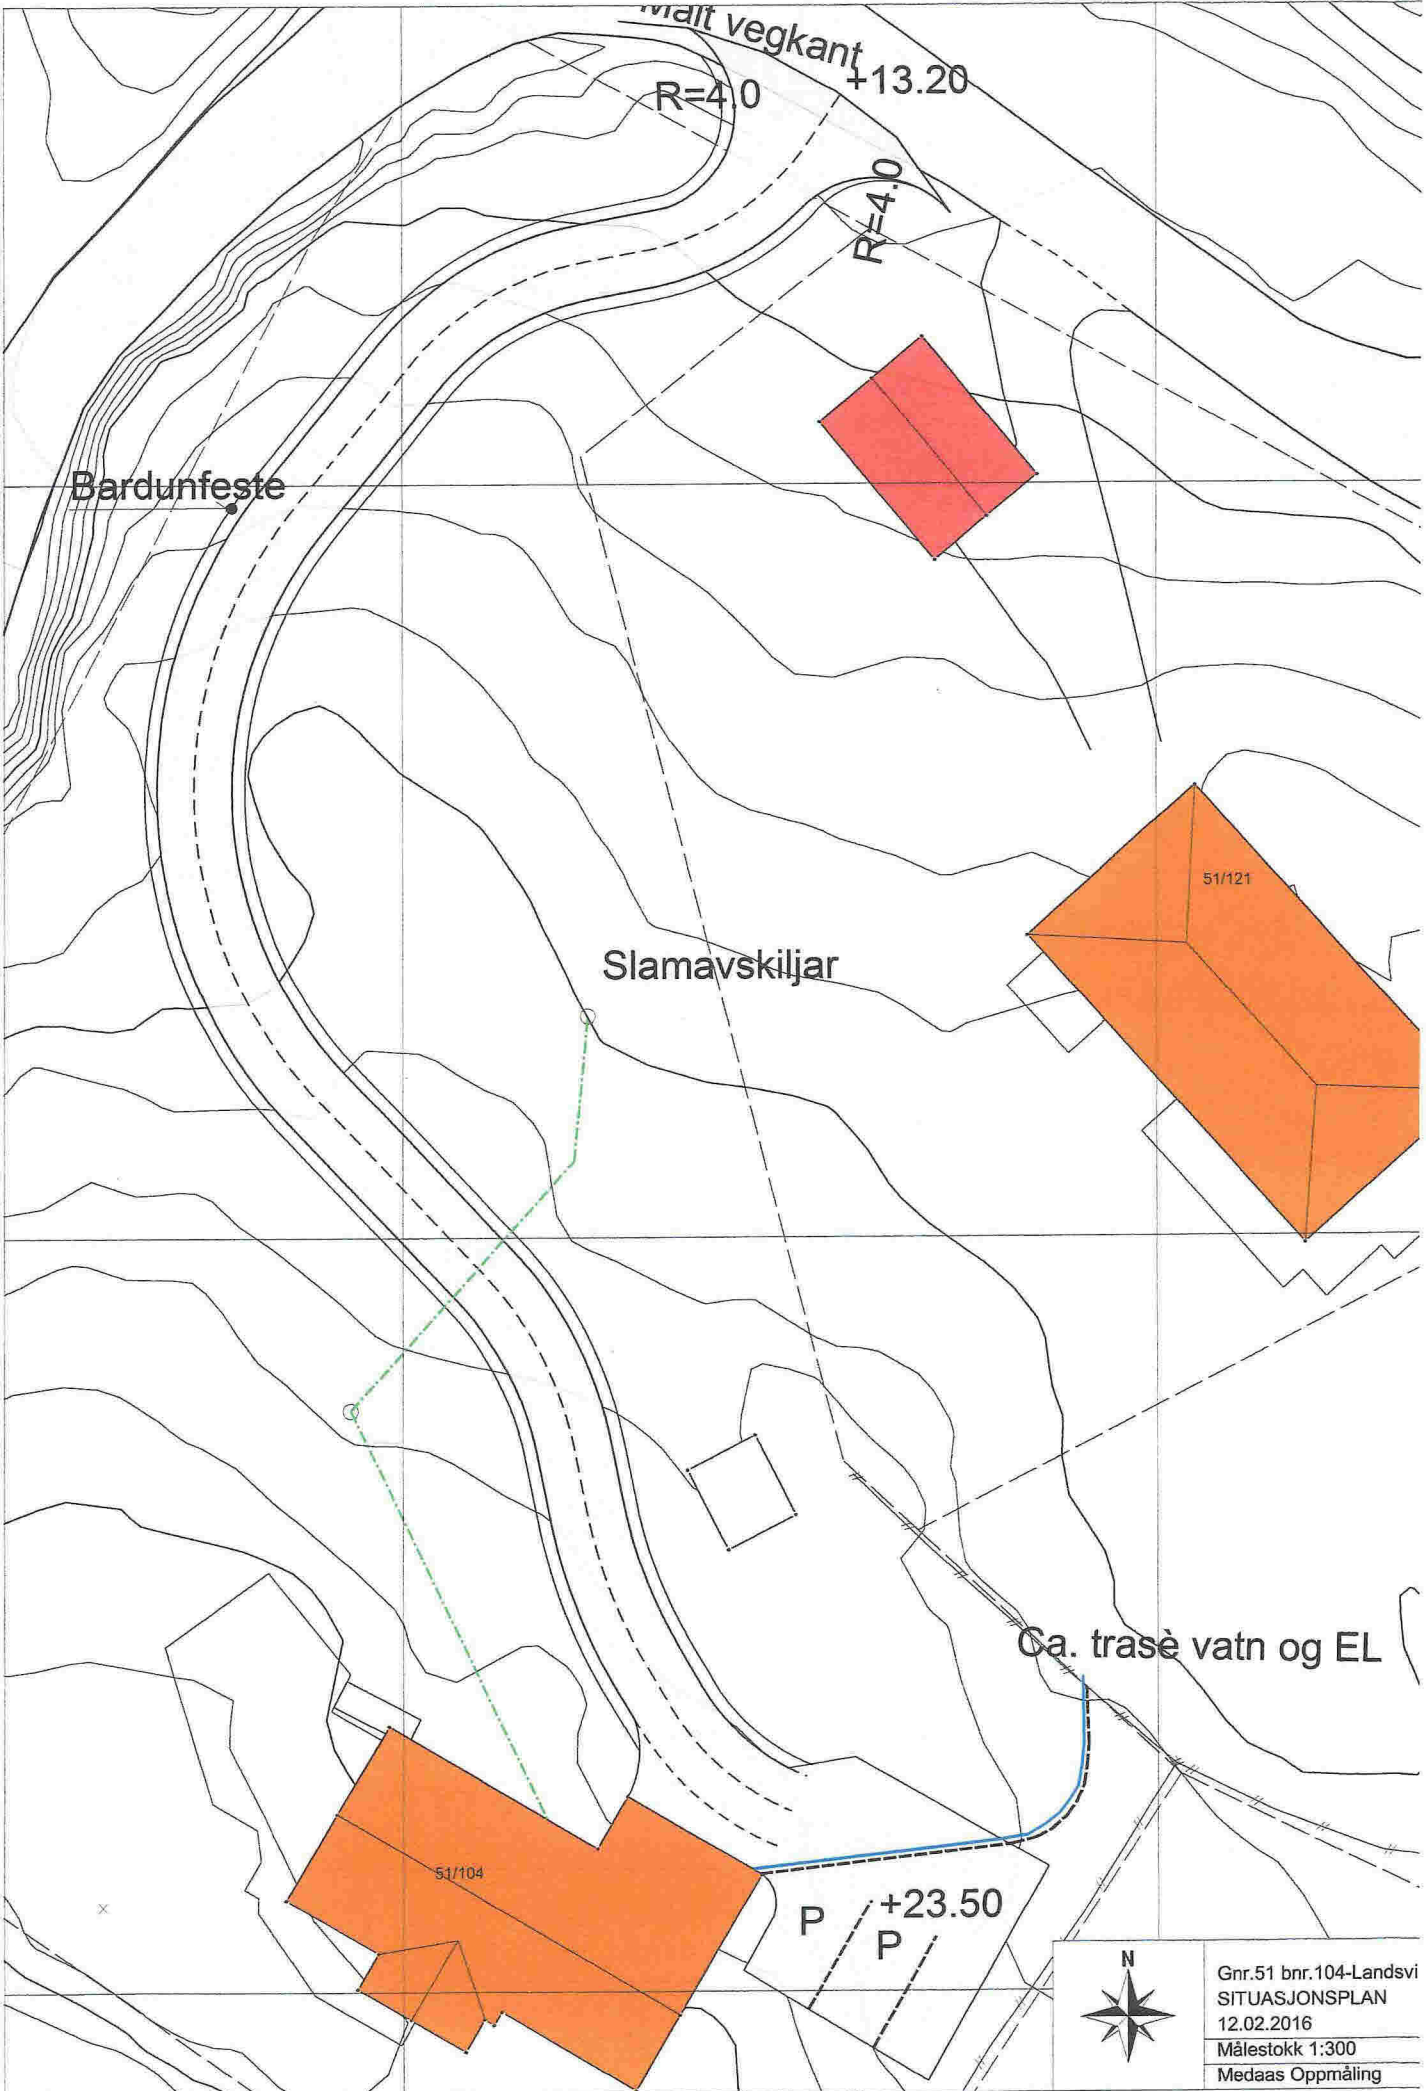 Målt vegkant
+13.20
R=4.0
R=4.0
Bardunfeste
51/121
Slamavskiljar
Ca. trasè vatn og EL
51/104
P
+23.50
P
N
Gnr.51 bnr.104-Landsvi
SITUASJONSPLAN
12.02.2016
Målestokk 1:300
Medaas Oppmåling